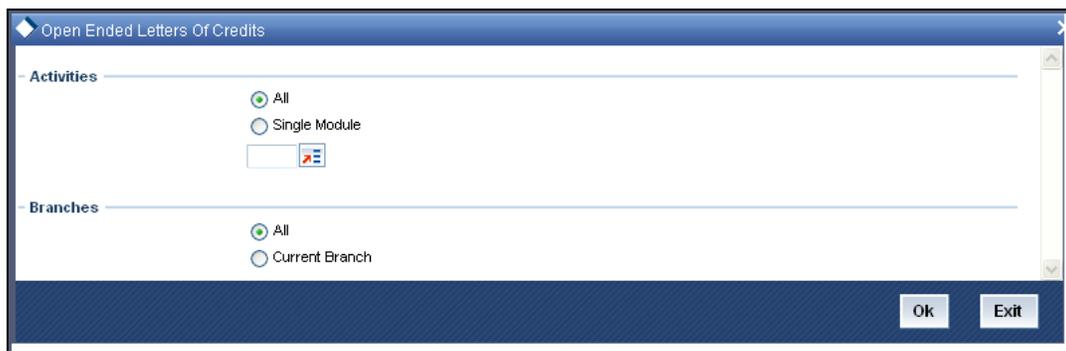 Open Ended Letters Of Credits
Activities
All
Single Module
Branches
All
Current Branch
Ok
Exit